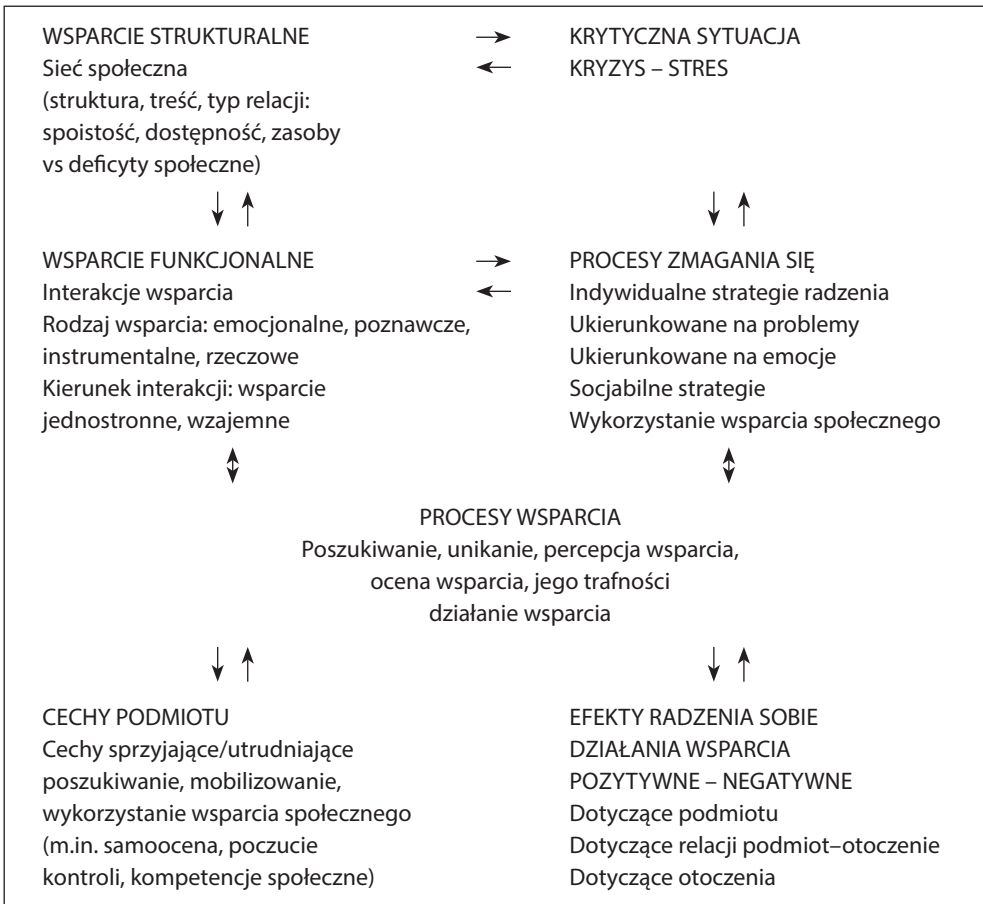 WSPARCIE STRUKTURALNE
Sieć społeczna
(struktura, treść, typ relacji:
spoistość, dostępność, zasoby
vs deficyty społeczne)
KRYTYCZNA SYTUACJA
KRYZYS – STRES
WSPARCIE FUNKCJONALNE
Interakcje wsparcia
Rodzaj wsparcia: emocjonalne, poznawcze,
instrumentalne, rzeczowe
Kierunek interakcji: wsparcie
jednostronne, wzajemne
PROCESY ZMAGANIA SIĘ
Indywidualne strategie radzenia
Ukierunkowane na problemy
Ukierunkowane na emocje
Socjabilne strategie
Wykorzystanie wsparcia społecznego
PROCESY WSPARCIA
Poszukiwanie, unikanie, percepcja wsparcia,
ocena wsparcia, jego trafności
działanie wsparcia
CECHY PODMIOTU
Cechy sprzyjające/utrudniające
poszukiwanie, mobilizowanie,
wykorzystanie wsparcia społecznego
(m.in. samoocena, poczucie
kontroli, kompetencje społeczne)
EFEKTY RADZENIA SOBIE
DZIAŁANIA WSPARCIA
POZYTYWNE – NEGATYWNE
Dotyczące podmiotu
Dotyczące relacji podmiot–otoczenie
Dotyczące otoczenia